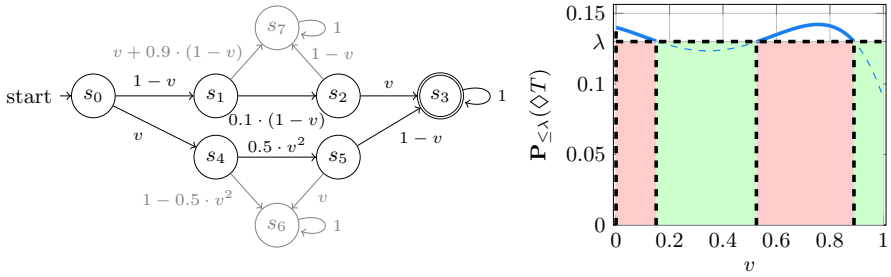 s₇
1
v + 0.9 · (1 − v)
1 − v
start
s₀
1 − v
s₁
s₂
v
s₃
1
0.1 · (1 − v)
v
s₄
0.5 · v²
s₅
1 − v
1 − 0.5 · v²
v
s₆
1
0.15
λ
0.1
0.05
0
P≤λ(◇T)
0
0.2
0.4
0.6
0.8
1
v